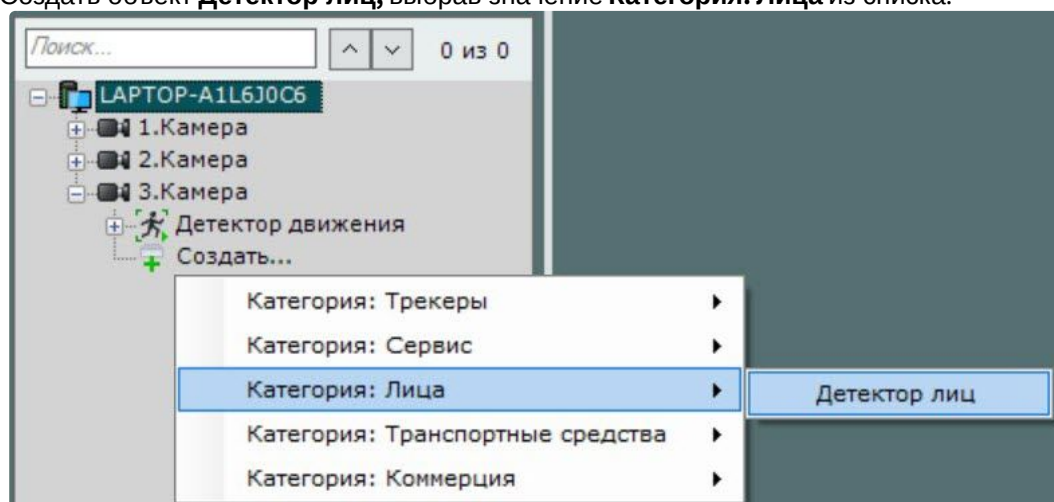 Создать объект Детектор лиц, выбрав значение Категория: Лица из списка.
Поиск...
0 из 0
LAPTOP-A1L6J0C6
1.Камера
2.Камера
3.Камера
Детектор движения
Создать...
Категория: Трекеры
Категория: Сервис
Категория: Лица
Детектор лиц
Категория: Транспортные средства
Категория: Коммерция